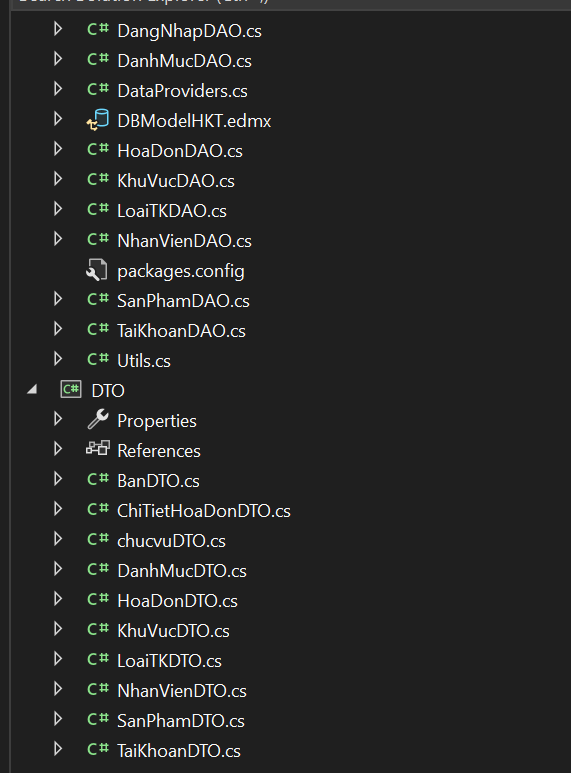 DangNhapDAO.cs
DanhMucDAO.cs
DataProviders.cs
DBModelHKT.edmx
HoaDonDAO.cs
KhuVucDAO.cs
LoaiTKDAO.cs
NhanVienDAO.cs
packages.config
SanPhamDAO.cs
TaiKhoanDAO.cs
Utils.cs
DTO
Properties
References
BanDTO.cs
ChiTietHoaDonDTO.cs
chucvuDTO.cs
DanhMucDTO.cs
HoaDonDTO.cs
KhuVucDTO.cs
LoaiTKDTO.cs
NhanVienDTO.cs
SanPhamDTO.cs
TaiKhoanDTO.cs